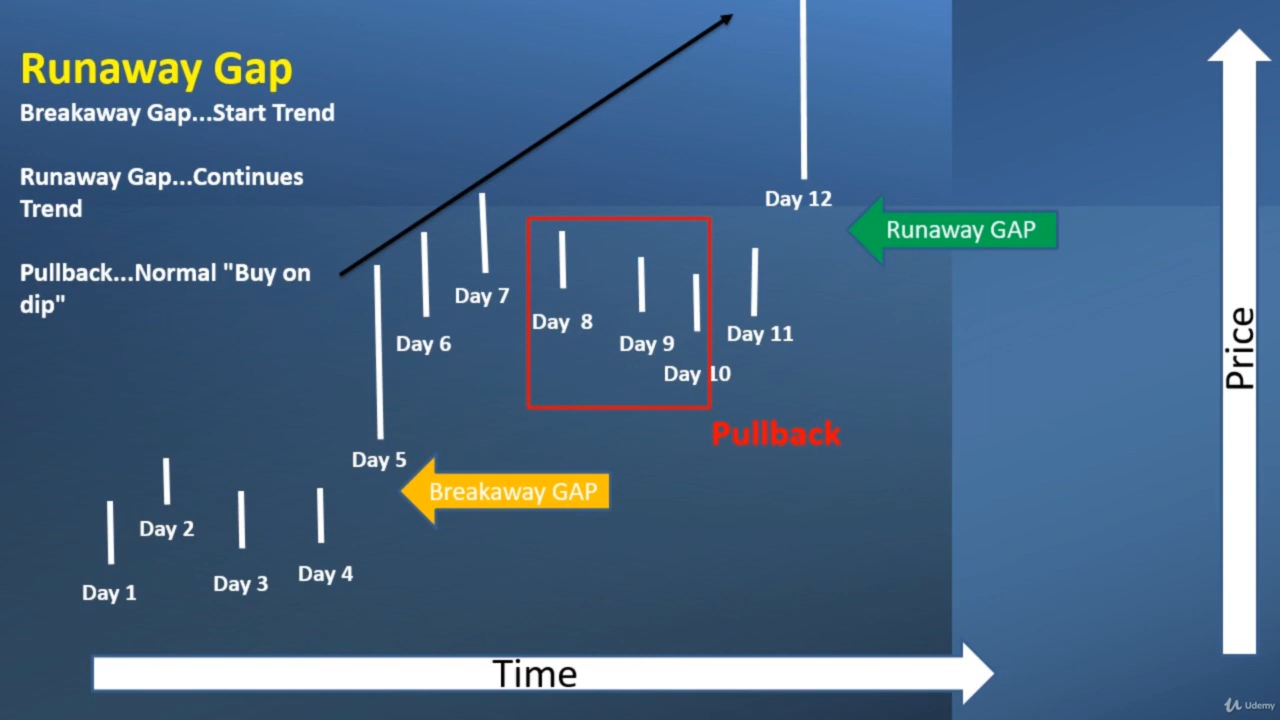 Runaway Gap
Breakaway Gap...Start Trend
Runaway Gap...Continues
Trend
Pullback...Normal "Buy on
dip"
Day 12
Runaway GAP
Day 7
Day 8
Day 11
Day 6
Day 9
Day 10
Price
Pullback
Day 5
Breakaway GAP
Day 2
Day 4
Day 3
Day 1
Time
Udemy